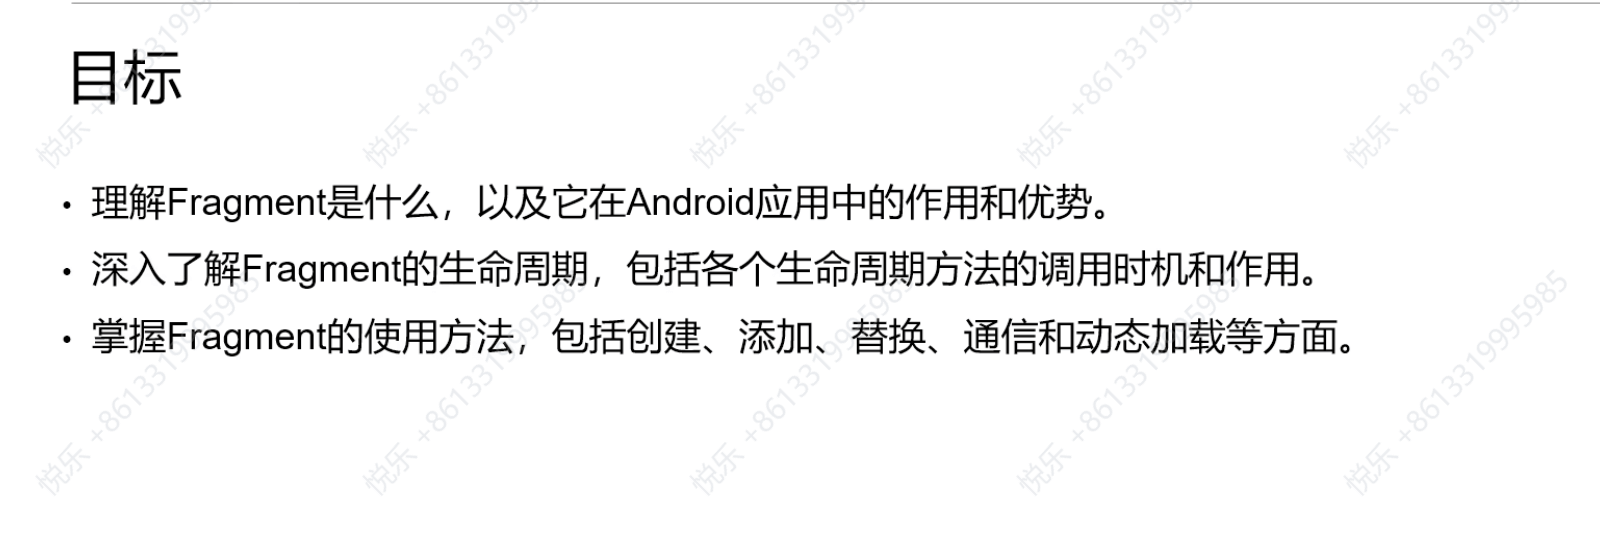 目标
• 理解Fragment是什么，以及它在Android应用中的作用和优势。
• 深入了解Fragment的生命周期，包括各个生命周期方法的调用时机和作用。
• 掌握Fragment的使用方法，包括创建、添加、替换、通信和动态加载等方面。
悦乐 +8613319995985